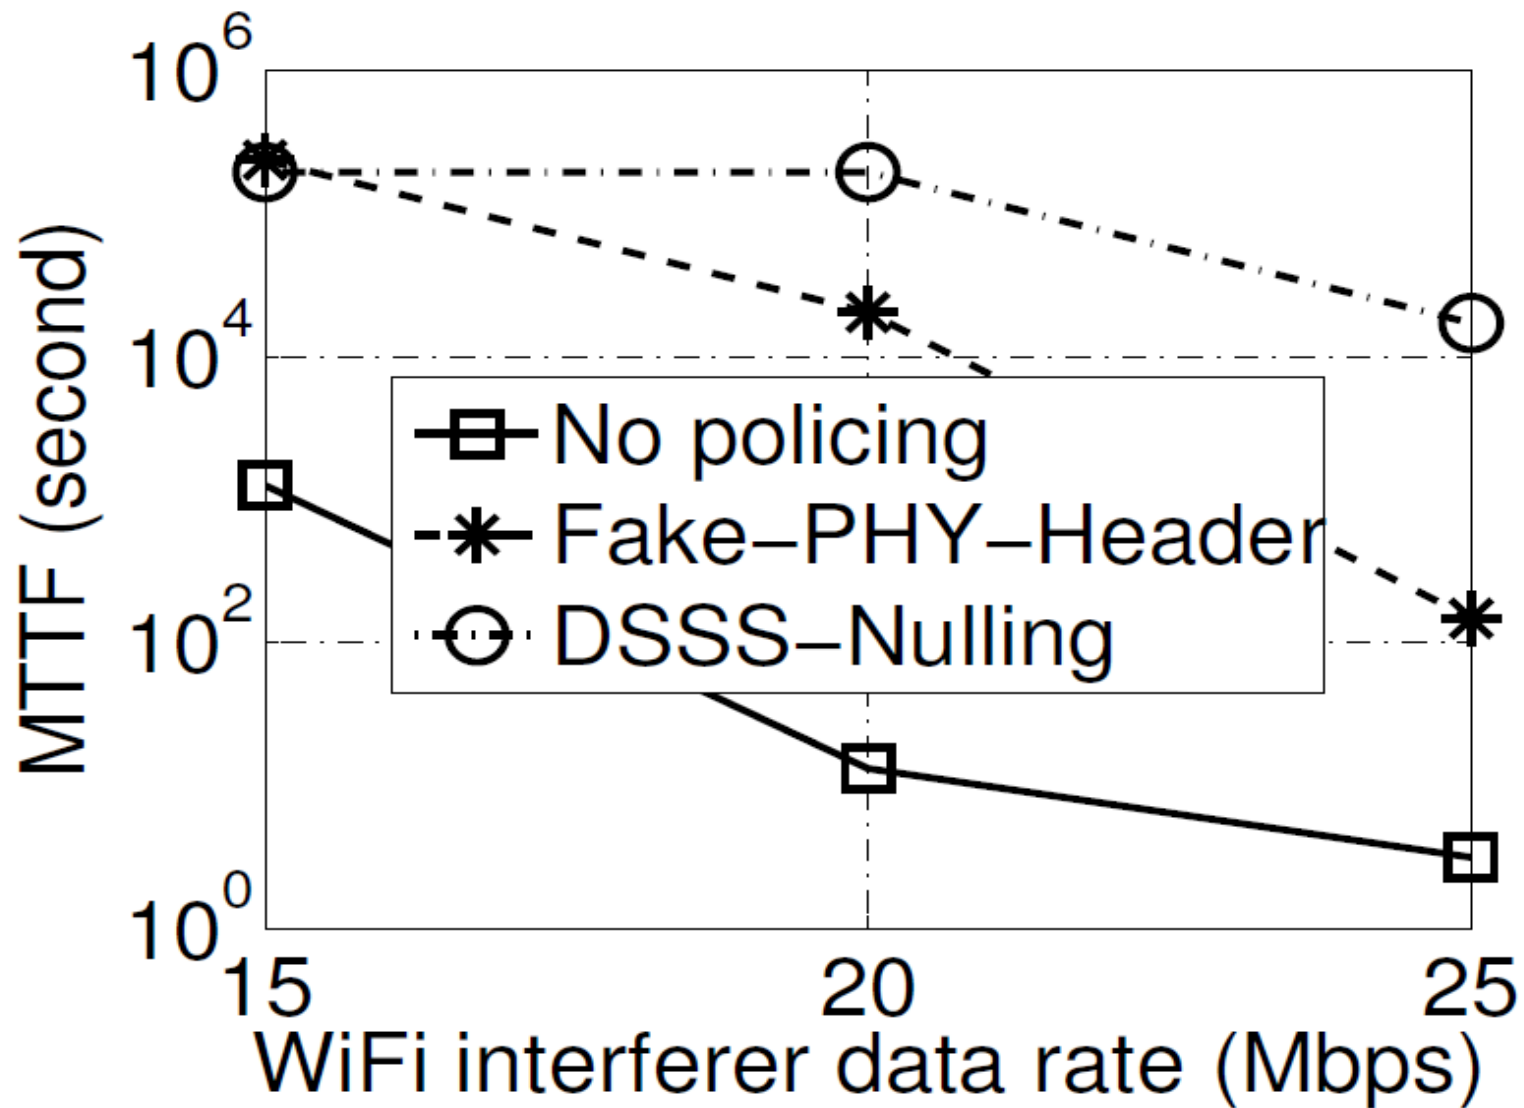 10^6
10^4
10^2
10^0
MTTF (second)
No policing
Fake-PHY-Header
DSSS-Nulling
15 20 25
WiFi interferer data rate (Mbps)